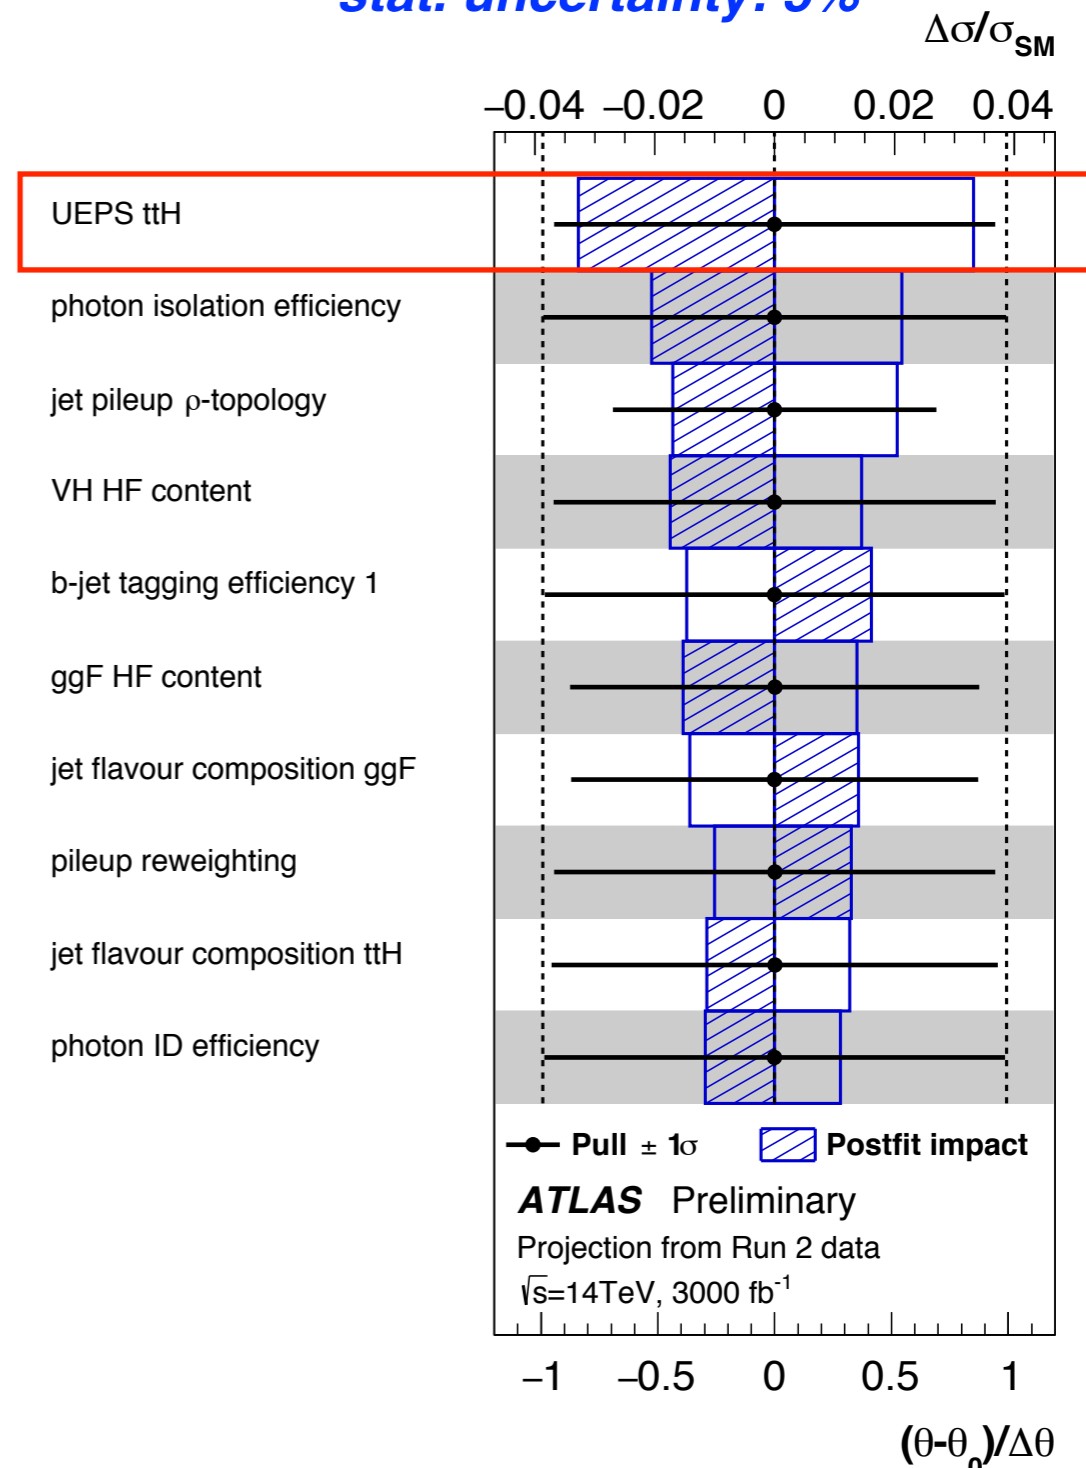 stat. uncertainty: 5%
Δσ/σSM
−0.04 −0.02 0 0.02 0.04
UEPS ttH
photon isolation efficiency
jet pileup ρ-topology
VH HF content
b-jet tagging efficiency 1
ggF HF content
jet flavour composition ggF
pileup reweighting
jet flavour composition ttH
photon ID efficiency
Pull ± 1σ Postfit impact
ATLAS Preliminary
Projection from Run 2 data
√s=14TeV, 3000 fb-1
−1 −0.5 0 0.5 1
(θ-θ0)/Δθ